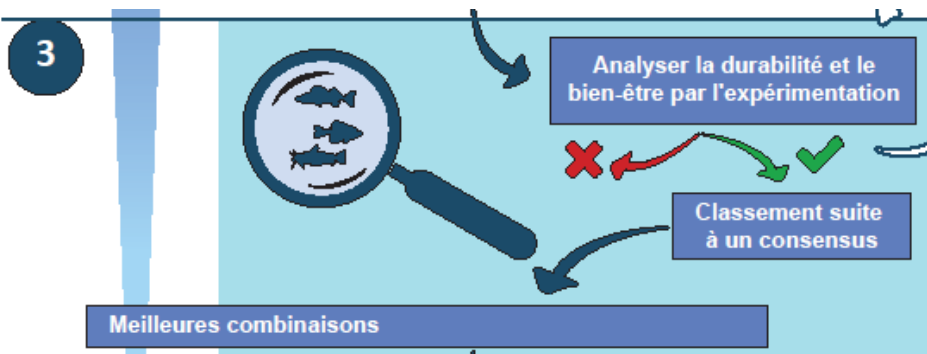 3
Analyser la durabilité et le
bien-être par l'expérimentation
Classement suite
à un consensus
Meilleures combinaisons